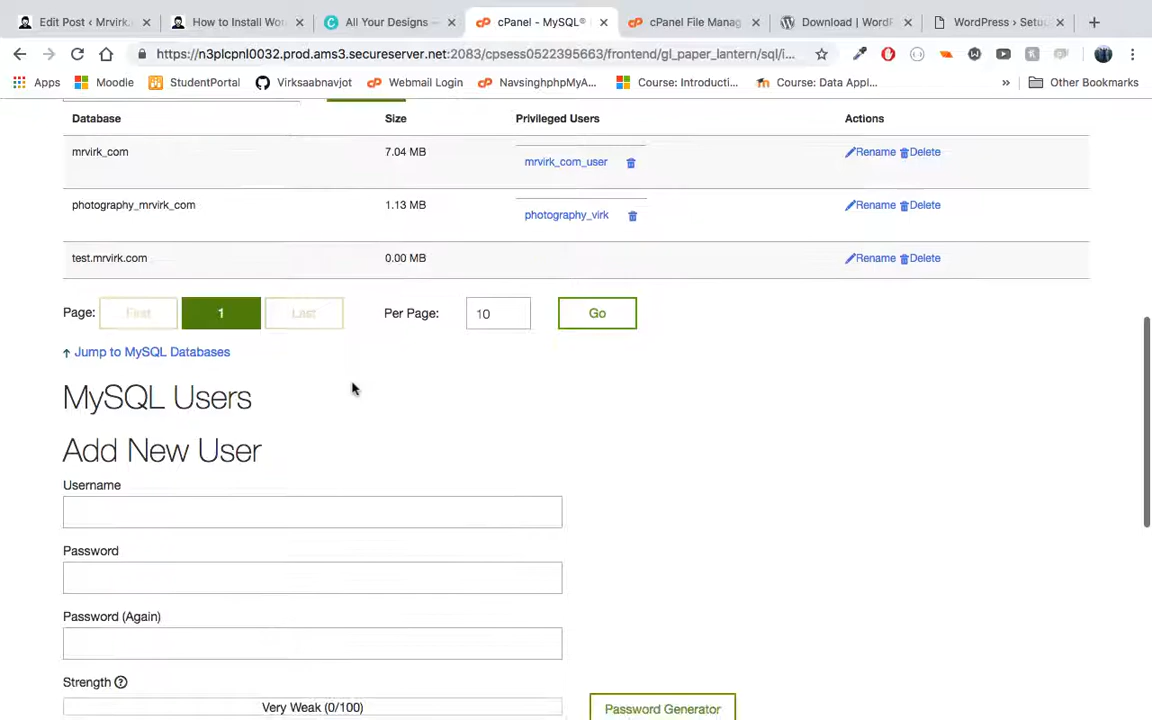 Edit Post ‹ Mrvirk.
How to Install Wor
All Your Designs –
cPanel - MySQL®
cPanel File Manag
Download | WordP
WordPress › Setup
https://n3plcpnl0032.prod.ams3.secureserver.net:2083/cpsess0522395663/frontend/gl_paper_lantern/sql/i...
Apps
Moodle
StudentPortal
Virksaabnavjot
Webmail Login
NavsinghphpMyA...
Course: Introducti...
Course: Data Appl...
»
Other Bookmarks
Database Size Privileged Users Actions
mrvirk_com 7.04 MB mrvirk_com_user Rename Delete
photography_mrvirk_com 1.13 MB photography_virk Rename Delete
test.mrvirk.com 0.00 MB Rename Delete
Page: First 1 Last Per Page: 10 Go
Jump to MySQL Databases
MySQL Users
Add New User
Username
Password
Password (Again)
Strength ?
Very Weak (0/100) Password Generator